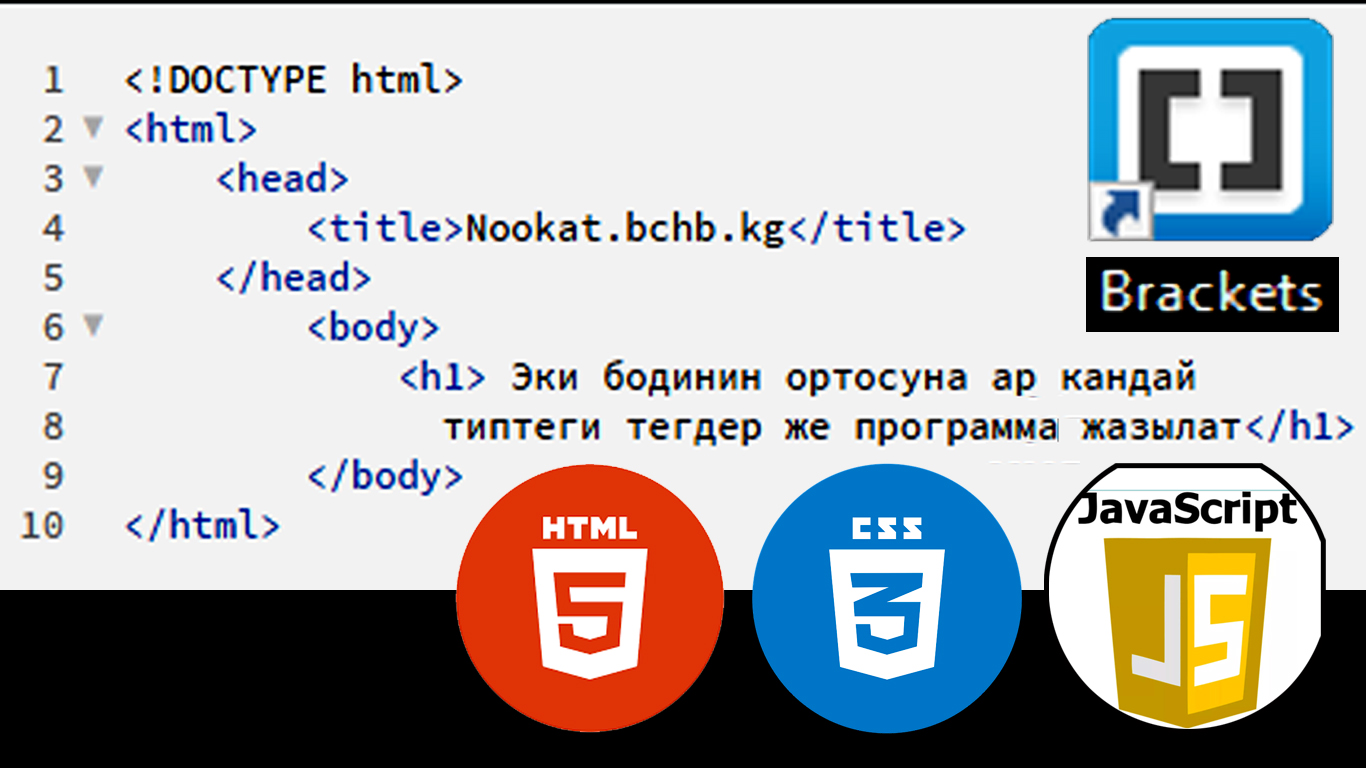 1 <!DOCTYPE html>
2 <html>
3 <head>
4 <title>Nookat.bchb.kg</title>
5 </head>
6 <body>
7 <h1> Эки бодинин ортосуна ар кандай
8 типтеги тегдер же программа жазылат</h1>
9 </body>
10 </html>
Brackets
HTML
5
CSS
3
JavaScript
JS